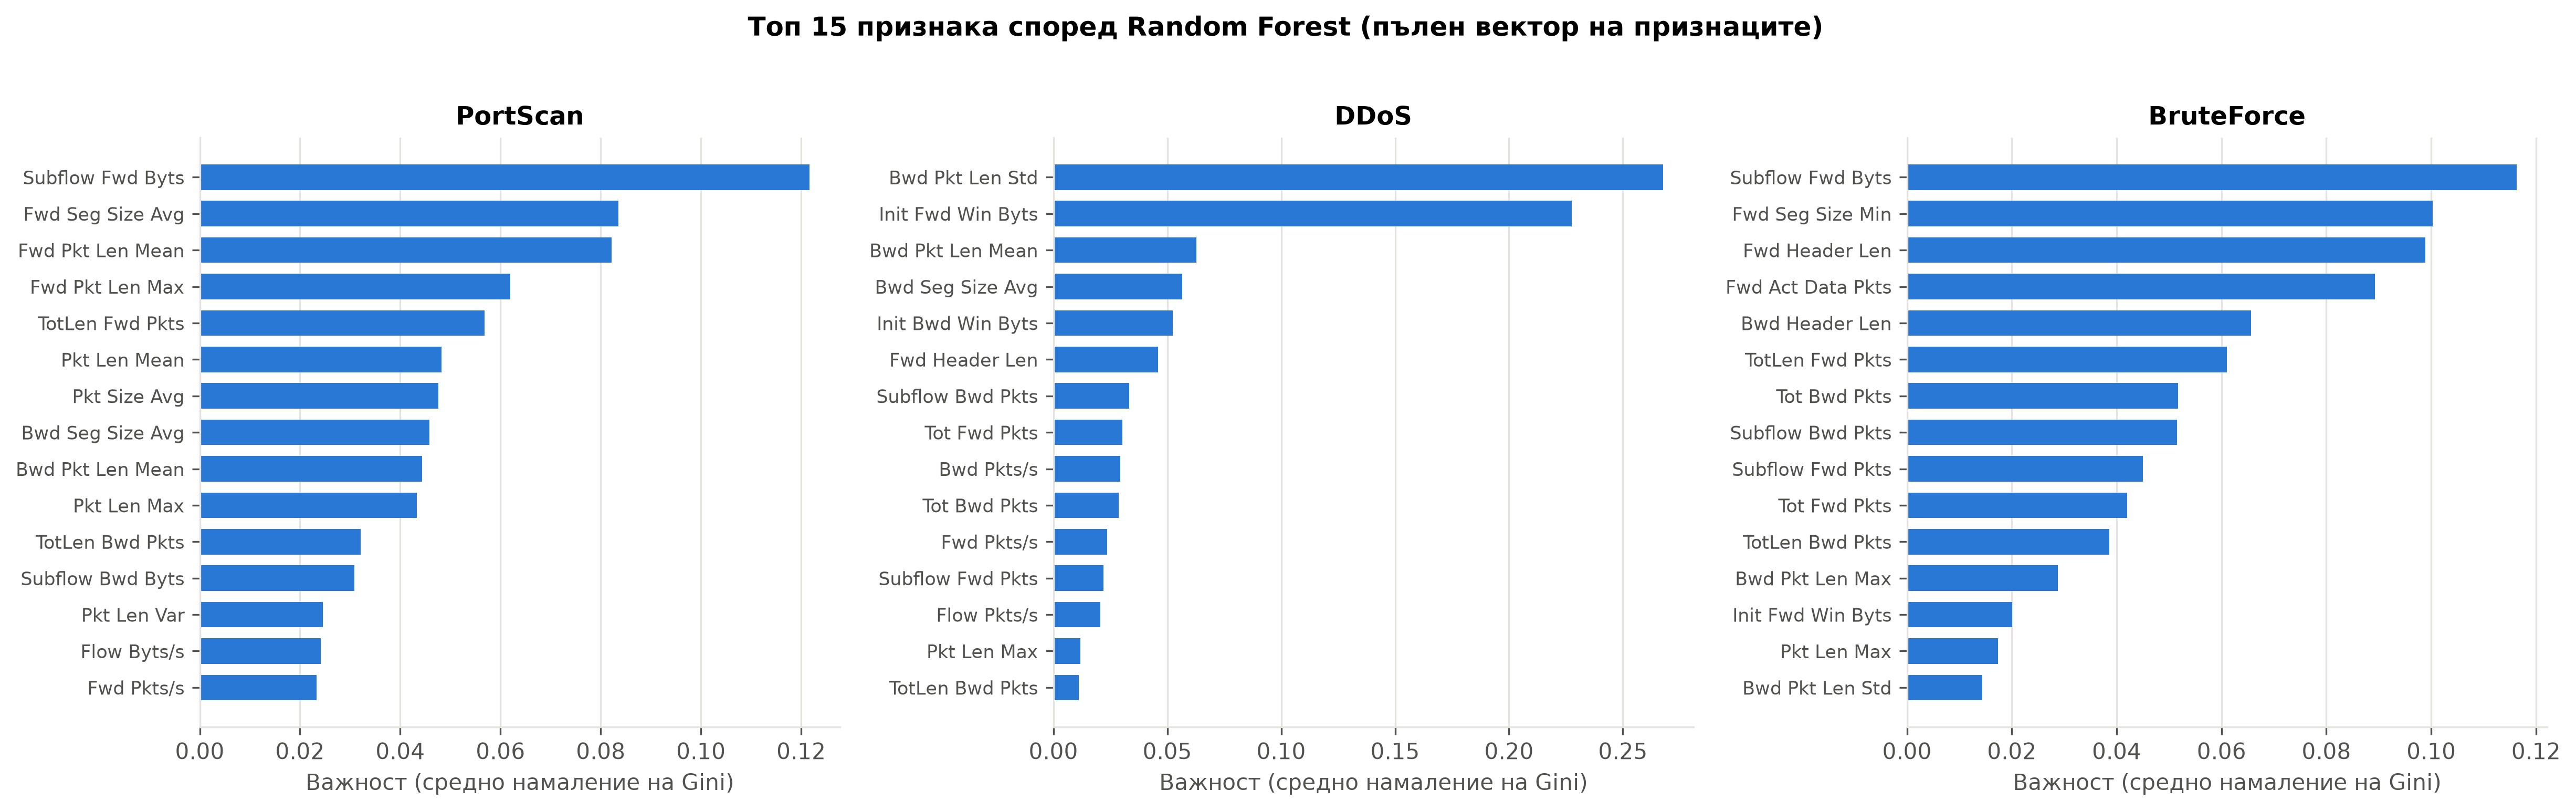 Топ 15 признака според Random Forest (пълен вектор на признаците)
PortScan
Subflow Fwd Byts
Fwd Seg Size Avg
Fwd Pkt Len Mean
Fwd Pkt Len Max
TotLen Fwd Pkts
Pkt Len Mean
Pkt Size Avg
Bwd Seg Size Avg
Bwd Pkt Len Mean
Pkt Len Max
TotLen Bwd Pkts
Subflow Bwd Byts
Pkt Len Var
Flow Byts/s
Fwd Pkts/s
0.00 0.02 0.04 0.06 0.08 0.10 0.12
Важност (средно намаление на Gini)
DDoS
Bwd Pkt Len Std
Init Fwd Win Byts
Bwd Pkt Len Mean
Bwd Seg Size Avg
Init Bwd Win Byts
Fwd Header Len
Subflow Bwd Pkts
Tot Fwd Pkts
Bwd Pkts/s
Tot Bwd Pkts
Fwd Pkts/s
Subflow Fwd Pkts
Flow Pkts/s
Pkt Len Max
TotLen Bwd Pkts
0.00 0.05 0.10 0.15 0.20 0.25
Важност (средно намаление на Gini)
BruteForce
Subflow Fwd Byts
Fwd Seg Size Min
Fwd Header Len
Fwd Act Data Pkts
Bwd Header Len
TotLen Fwd Pkts
Tot Bwd Pkts
Subflow Bwd Pkts
Subflow Fwd Pkts
Tot Fwd Pkts
TotLen Bwd Pkts
Bwd Pkt Len Max
Init Fwd Win Byts
Pkt Len Max
Bwd Pkt Len Std
0.00 0.02 0.04 0.06 0.08 0.10 0.12
Важност (средно намаление на Gini)